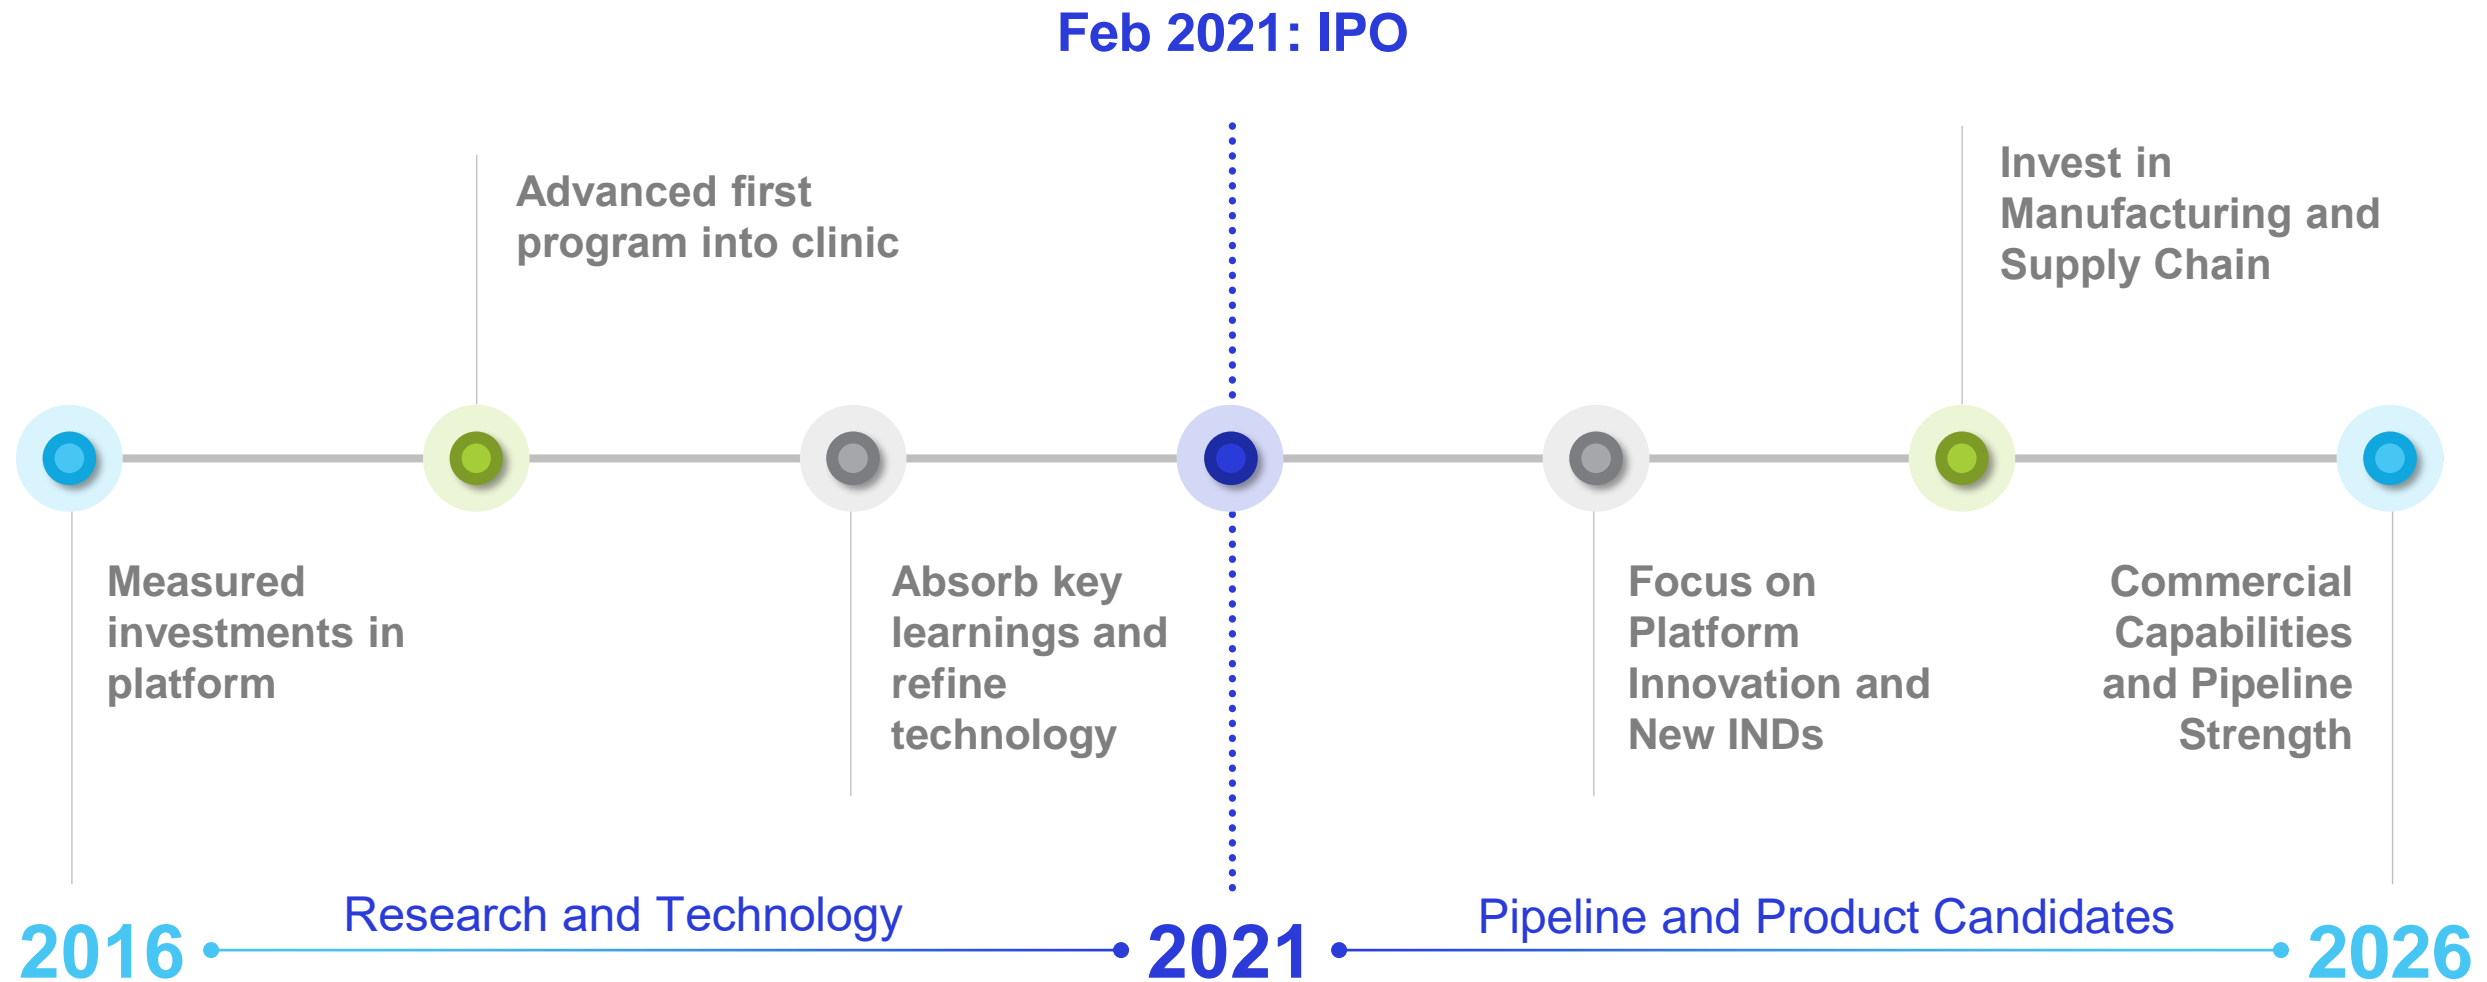 Feb 2021: IPO
Advanced first
program into clinic
Invest in
Manufacturing and
Supply Chain
Measured
investments in
platform
Absorb key
learnings and
refine
technology
Focus on
Platform
Innovation and
New INDs
Commercial
Capabilities
and Pipeline
Strength
Research and Technology
Pipeline and Product Candidates
2016
2021
2026